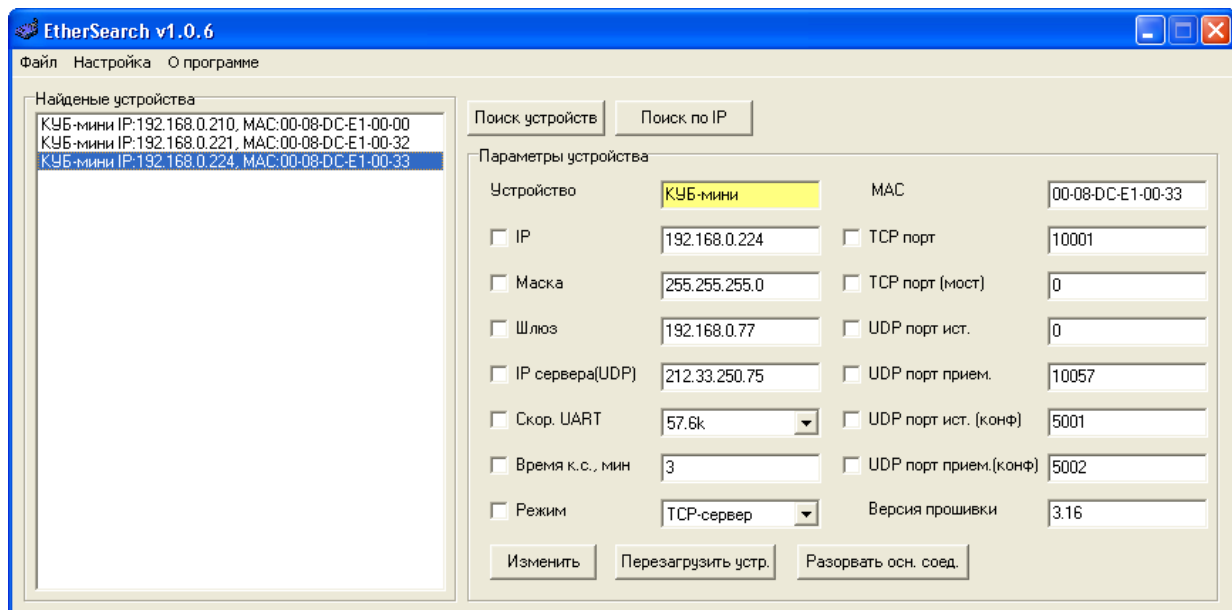 EtherSearch v1.0.6
Файл Настройка О программе
Найденые устройства
КУБ-мини IP:192.168.0.210, MAC:00-08-DC-E1-00-00
КУБ-мини IP:192.168.0.221, MAC:00-08-DC-E1-00-32
КУБ-мини IP:192.168.0.224, MAC:00-08-DC-E1-00-33
Поиск устройств Поиск по IP
Параметры устройства
Устройство КУБ-мини MAC 00-08-DC-E1-00-33
IP 192.168.0.224 TCP порт 10001
Маска 255.255.255.0 TCP порт (мост) 0
Шлюз 192.168.0.77 UDP порт ист. 0
IP сервера(UDP) 212.33.250.75 UDP порт прием. 10057
Скор. UART 57.6k UDP порт ист. (конф) 5001
Время к.с., мин 3 UDP порт прием.(конф) 5002
Режим TCP-сервер Версия прошивки 3.16
Изменить Перезагрузить устр. Разорвать осн. соед.